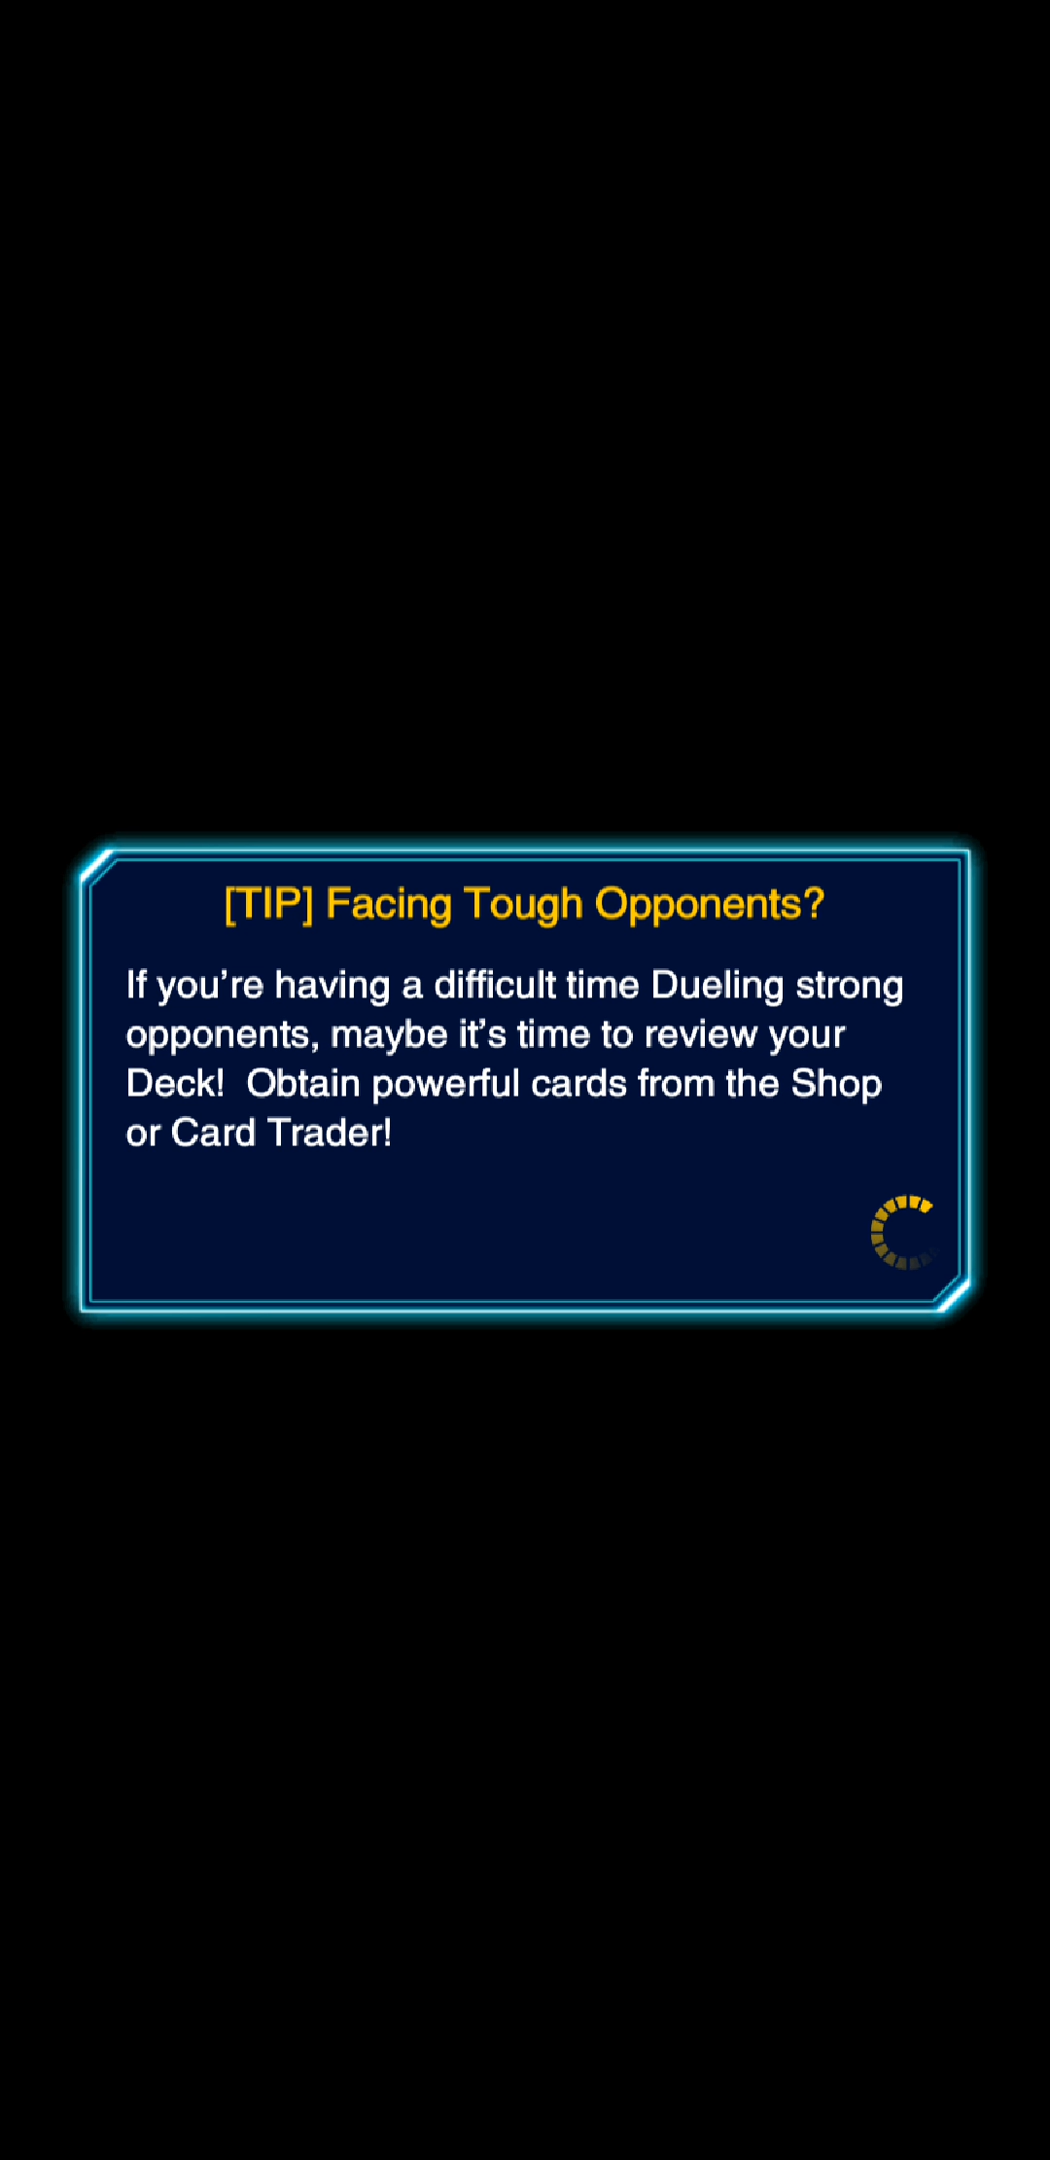 [TIP] Facing Tough Opponents?
If you’re having a difficult time Dueling strong
opponents, maybe it’s time to review your
Deck!  Obtain powerful cards from the Shop
or Card Trader!